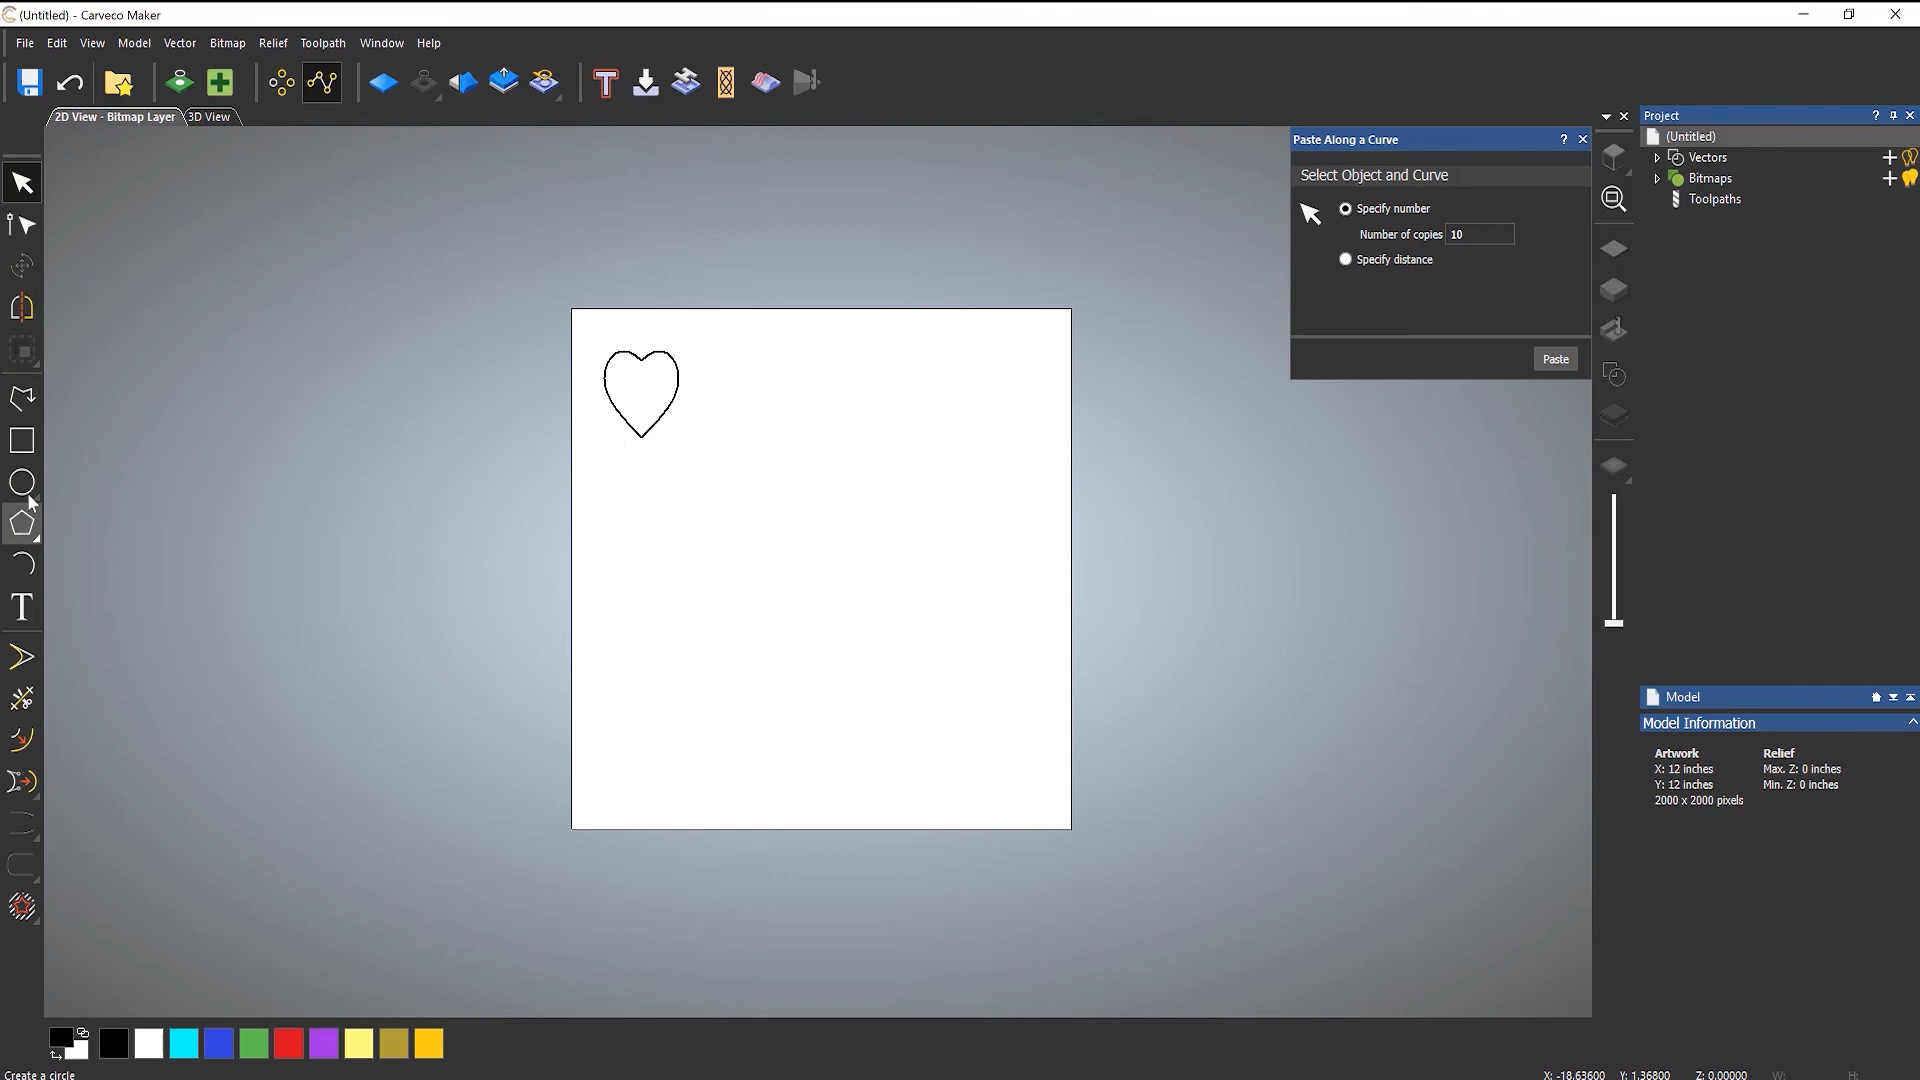 (Untitled) - Carveco Maker
File Edit View Model Vector Bitmap Relief Toolpath Window Help
2D View - Bitmap Layer 3D View
Paste Along a Curve
Select Object and Curve
Specify number
Number of copies 10
Specify distance
Paste
Project
(Untitled)
Vectors
Bitmaps
Toolpaths
Model
Model Information
Artwork Relief
X: 12 inches Max. Z: 0 inches
Y: 12 inches Min. Z: 0 inches
2000 x 2000 pixels
Create a circle
X: -18.63600 Y: 1.36800 Z: 0.00000 W: H: